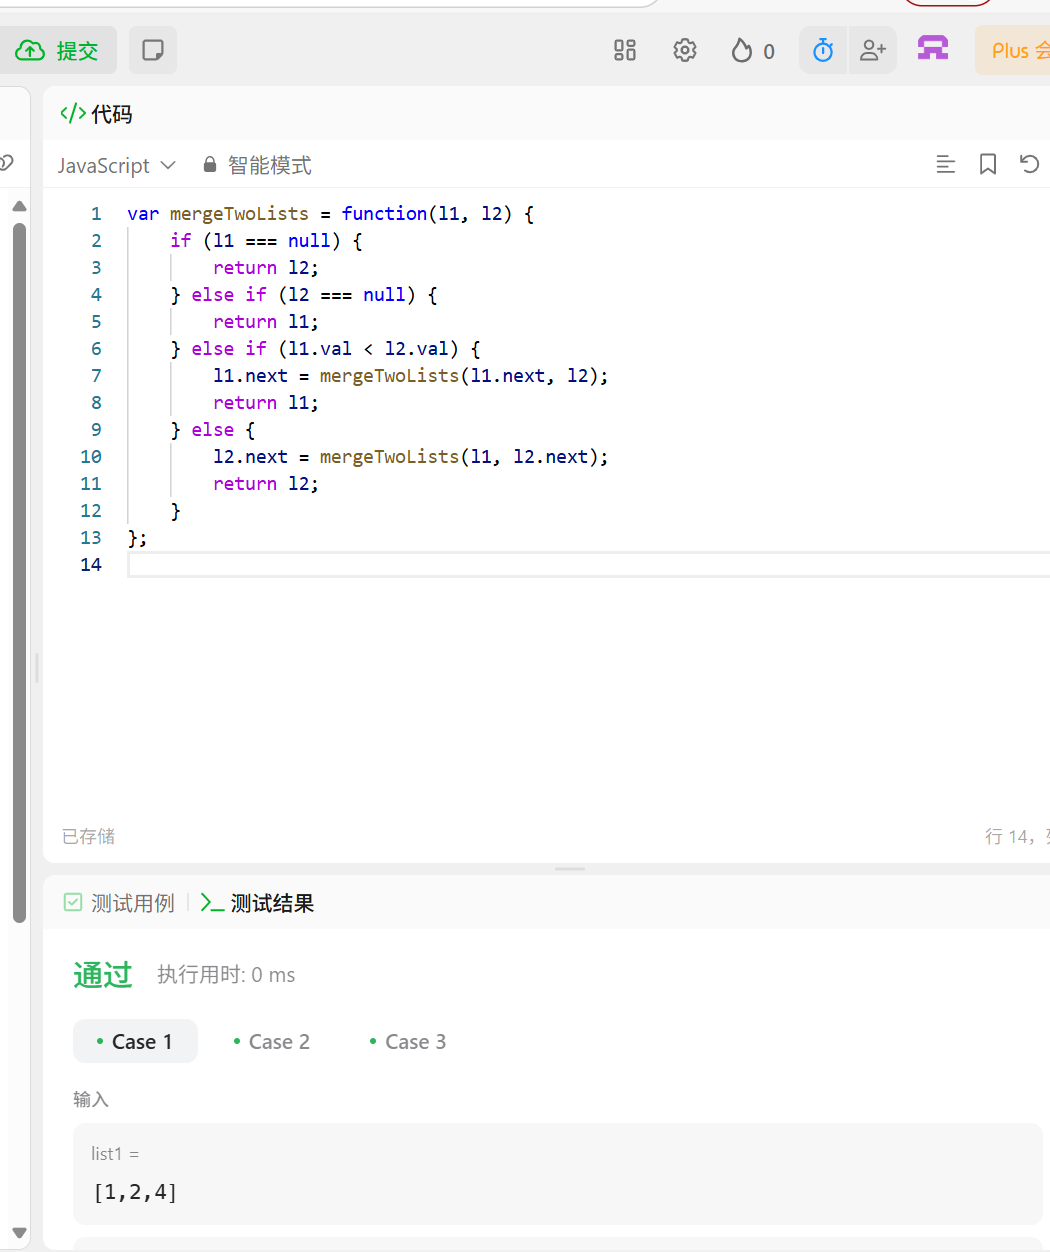 提交
0
Plus 会
代码
JavaScript
智能模式
1 var mergeTwoLists = function(l1, l2) {
2 if (l1 === null) {
3 return l2;
4 } else if (l2 === null) {
5 return l1;
6 } else if (l1.val < l2.val) {
7 l1.next = mergeTwoLists(l1.next, l2);
8 return l1;
9 } else {
10 l2.next = mergeTwoLists(l1, l2.next);
11 return l2;
12 }
13 };
14
已存储
行 14,
测试用例
测试结果
通过
执行用时: 0 ms
Case 1
Case 2
Case 3
输入
list1 =
[1,2,4]